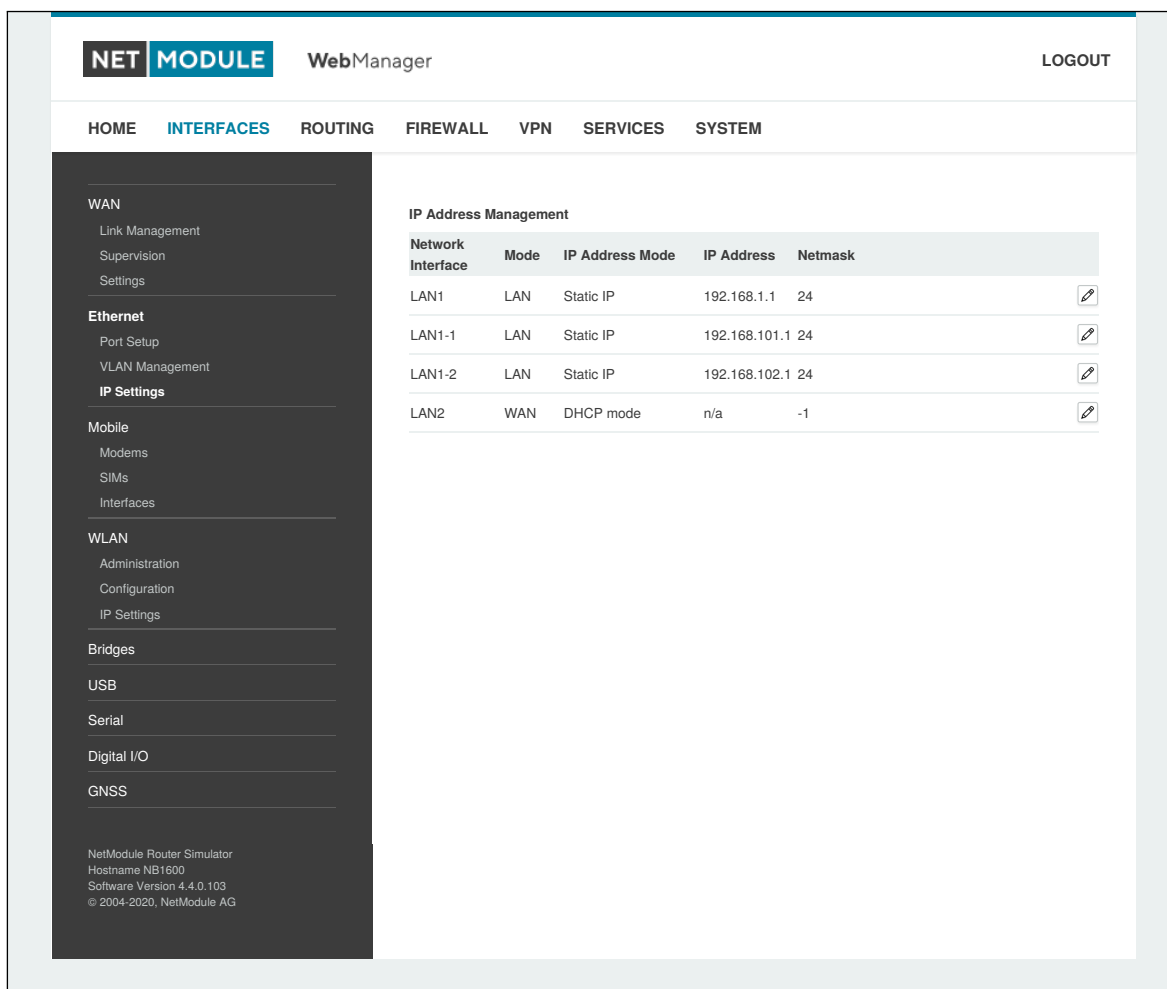 NET MODULE WebManager LOGOUT
HOME INTERFACES ROUTING FIREWALL VPN SERVICES SYSTEM
WAN
Link Management
Supervision
Settings
Ethernet
Port Setup
VLAN Management
IP Settings
Mobile
Modems
SIMs
Interfaces
WLAN
Administration
Configuration
IP Settings
Bridges
USB
Serial
Digital I/O
GNSS
NetModule Router Simulator
Hostname NB1600
Software Version 4.4.0.103
© 2004-2020, NetModule AG
IP Address Management
Network Interface Mode IP Address Mode IP Address Netmask
LAN1 LAN Static IP 192.168.1.1 24
LAN1-1 LAN Static IP 192.168.101.1 24
LAN1-2 LAN Static IP 192.168.102.1 24
LAN2 WAN DHCP mode n/a -1